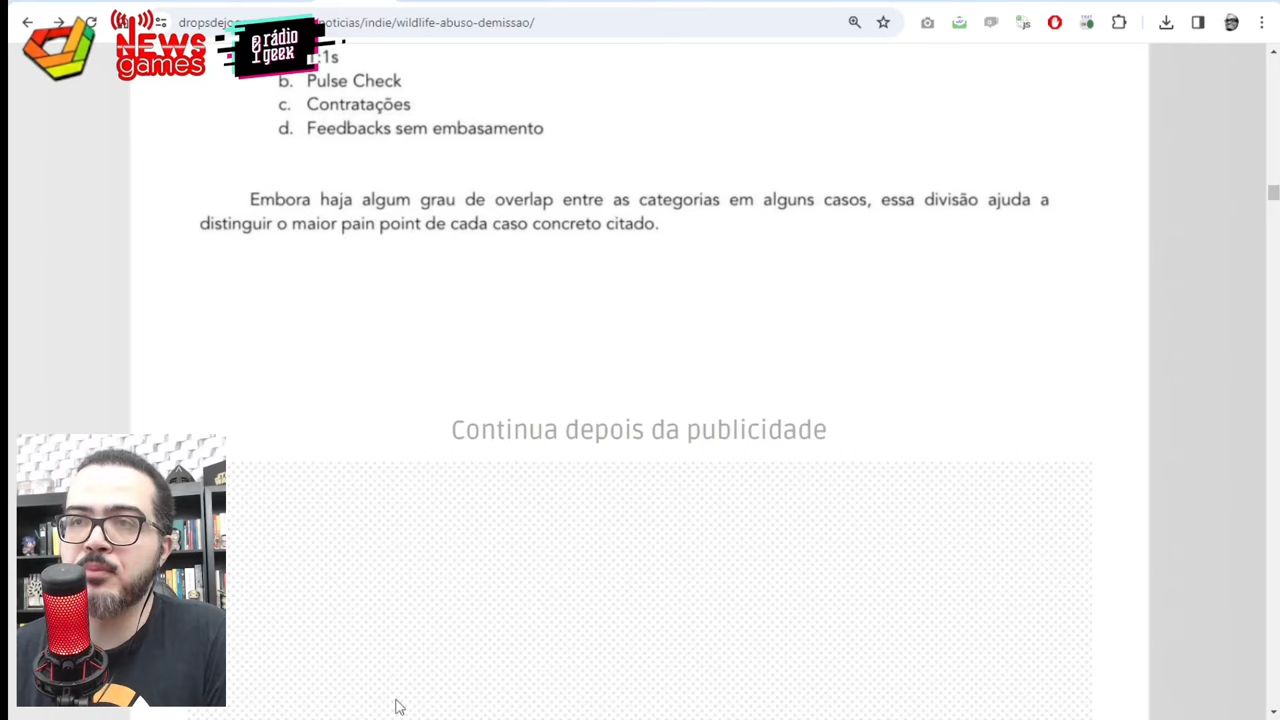 dropsdejo
noticias/indie/wildlife-abuso-demissao/
NEWS
games
rádio
geek
1:1s
b. Pulse Check
c. Contratações
d. Feedbacks sem embasamento
Embora haja algum grau de overlap entre as categorias em alguns casos, essa divisão ajuda a
distinguir o maior pain point de cada caso concreto citado.
Continua depois da publicidade